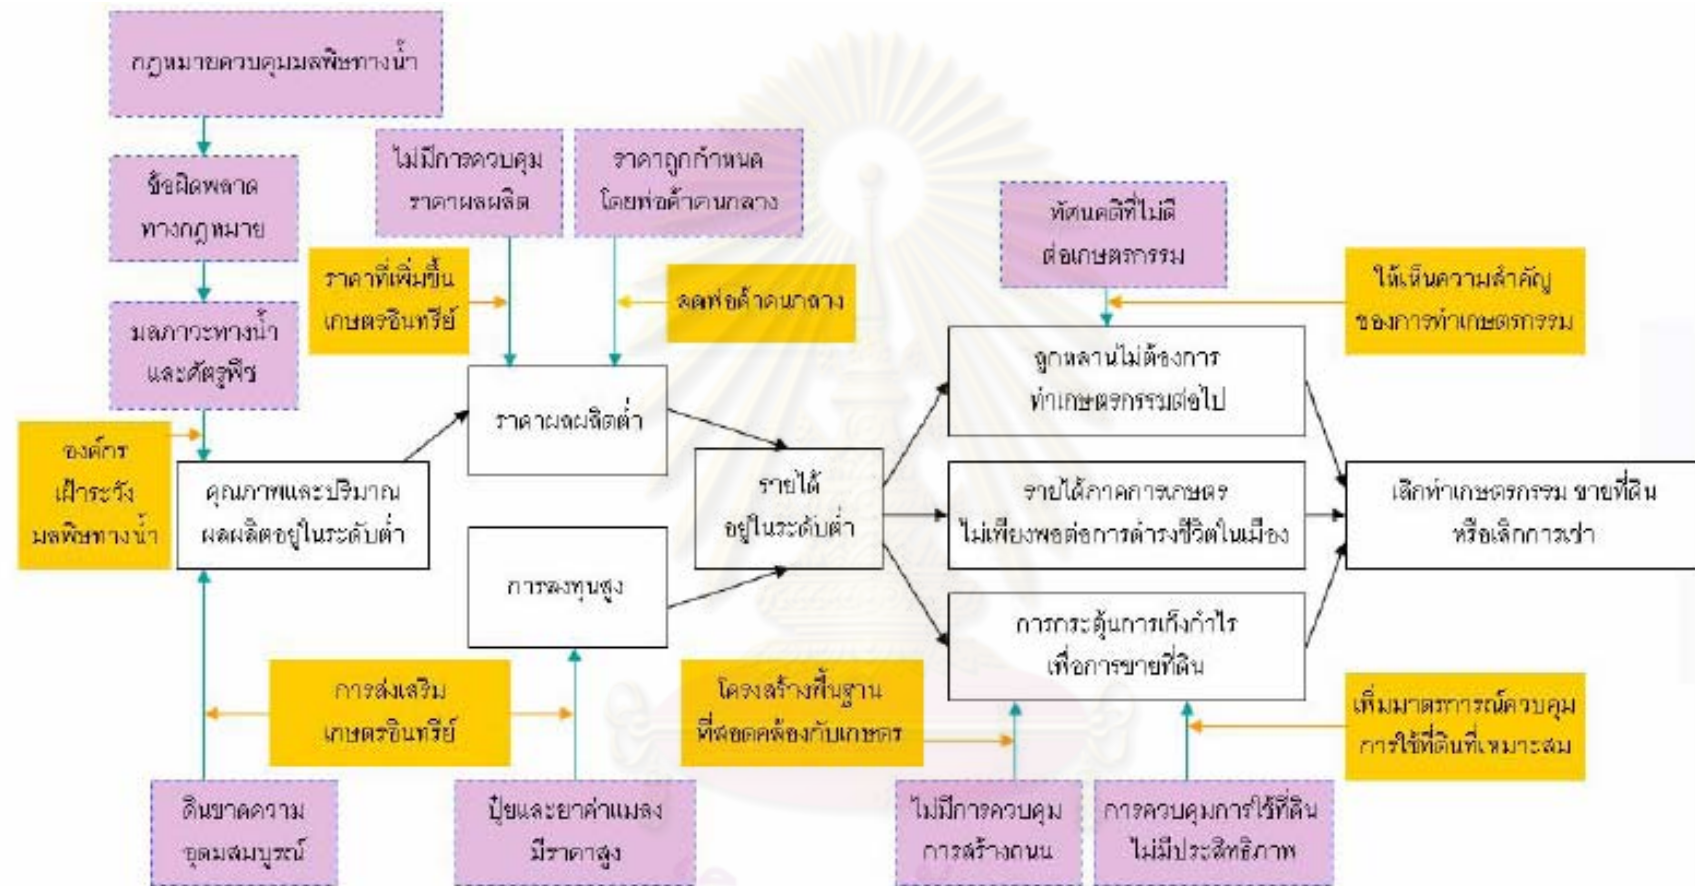 กฎหมายควบคุมมลพิษทางน้ำ
ข้อผิดพลาด
ทางกฎหมาย
มลภาวะทางน้ำ
และศัตรูพืช
ไม่มีการควบคุม
ราคาผลผลิต
ราคาถูกกำหนด
โดยพ่อค้าคนกลาง
ราคาที่เพิ่มขึ้น
เกษตรอินทรีย์
ลดพ่อค้าคนกลาง
ทัศนคติที่ไม่ดี
ต่อเกษตรกรรม
ให้เห็นความสำคัญ
ของการทำเกษตรกรรม
องค์กร
เฝ้าระวัง
มลพิษทางน้ำ
คุณภาพและปริมาณ
ผลผลิตอยู่ในระดับต่ำ
ราคาผลผลิตต่ำ
การลงทุนสูง
รายได้
อยู่ในระดับต่ำ
ลูกหลานไม่ต้องการ
ทำเกษตรกรรมต่อไป
รายได้ภาคการเกษตร
ไม่เพียงพอต่อการดำรงชีวิตในเมือง
การกระตุ้นการเก็งกำไร
เพื่อการขายที่ดิน
เลิกทำเกษตรกรรม ขายที่ดิน
หรือเลิกการเช่า
การส่งเสริม
เกษตรอินทรีย์
โครงสร้างพื้นฐาน
ที่สอดคล้องกับเกษตร
เพิ่มมาตรการณ์ควบคุม
การใช้ที่ดินที่เหมาะสม
ดินขาดความ
อุดมสมบูรณ์
ปุ๋ยและยาฆ่าแมลง
มีราคาสูง
ไม่มีการควบคุม
การสร้างถนน
การควบคุมการใช้ที่ดิน
ไม่มีประสิทธิภาพ